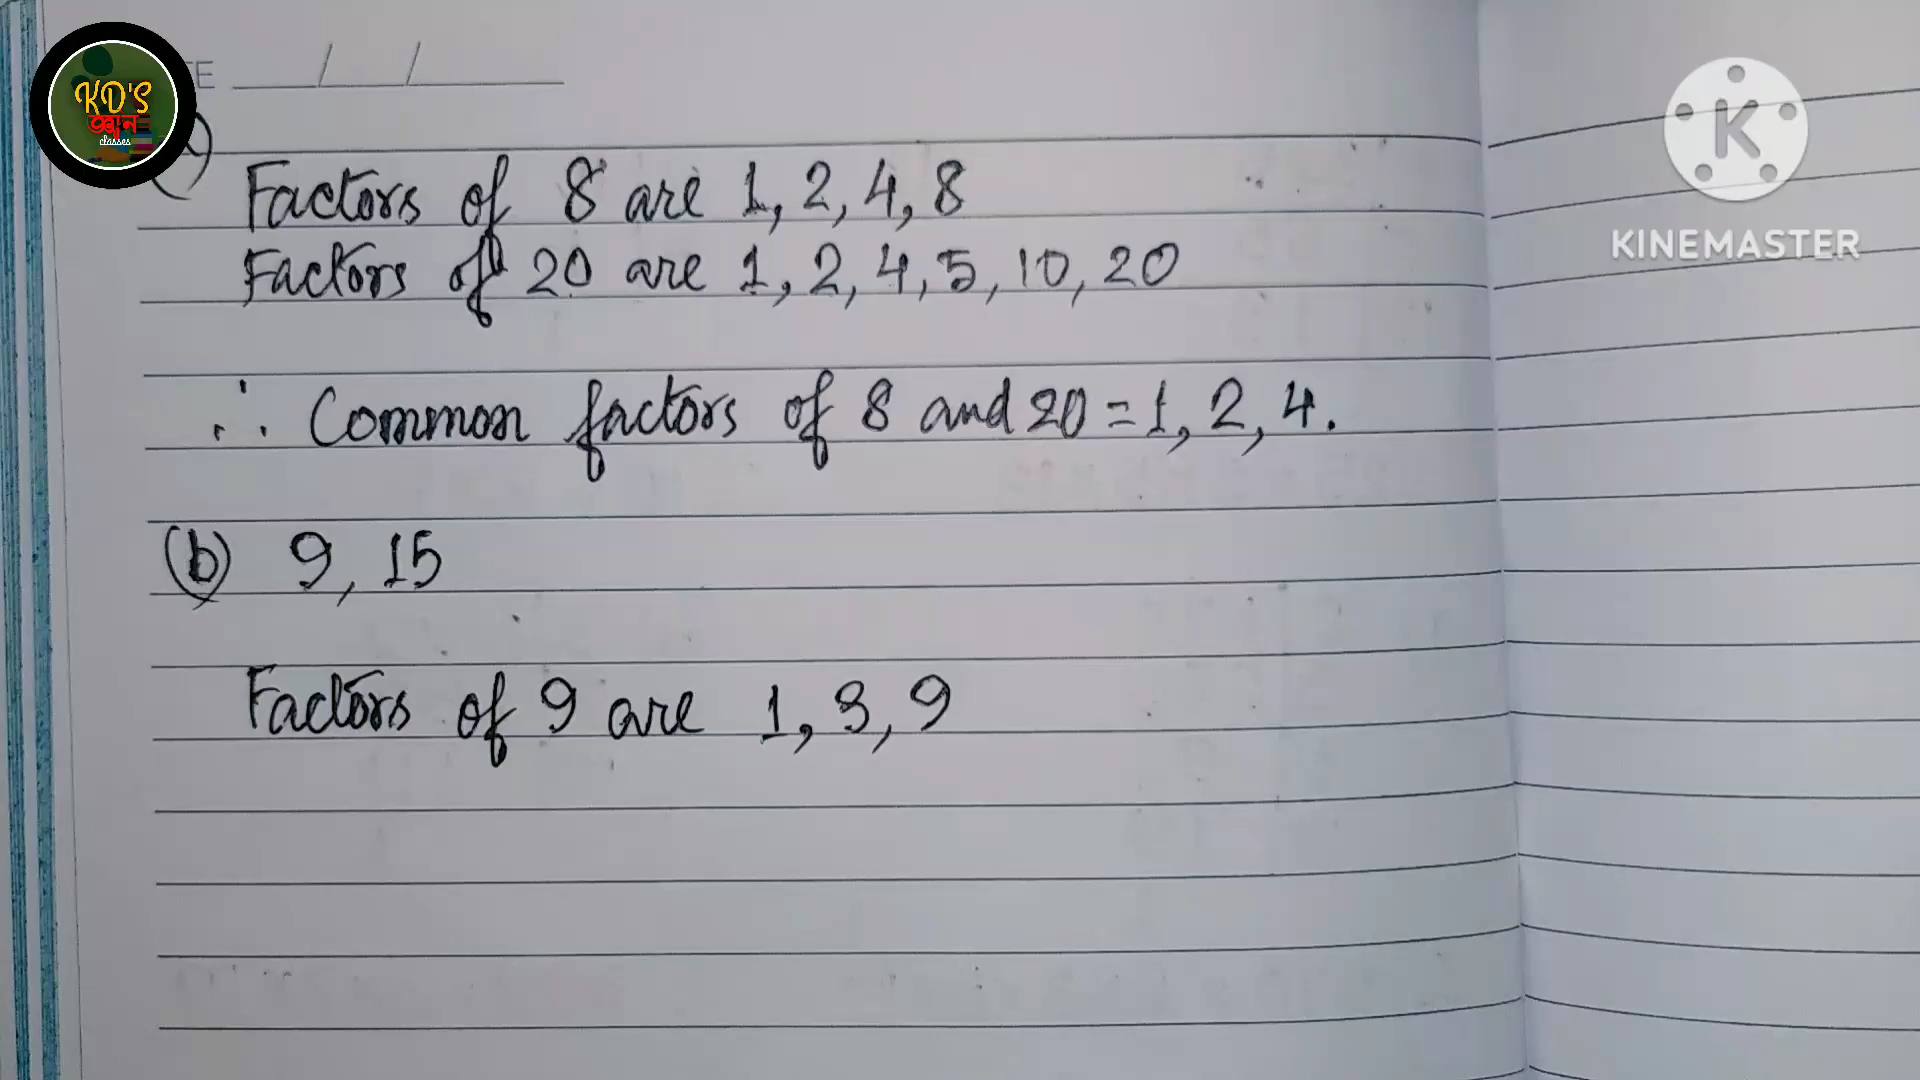 KD'S
জ্ঞান
classes
TE
K
KINEMASTER
Factors of 8 are 1, 2, 4, 8
Factors of 20 are 1, 2, 4, 5, 10, 20
∴ Common factors of 8 and 20 = 1, 2, 4.
(b) 9, 15
Factors of 9 are 1, 3, 9